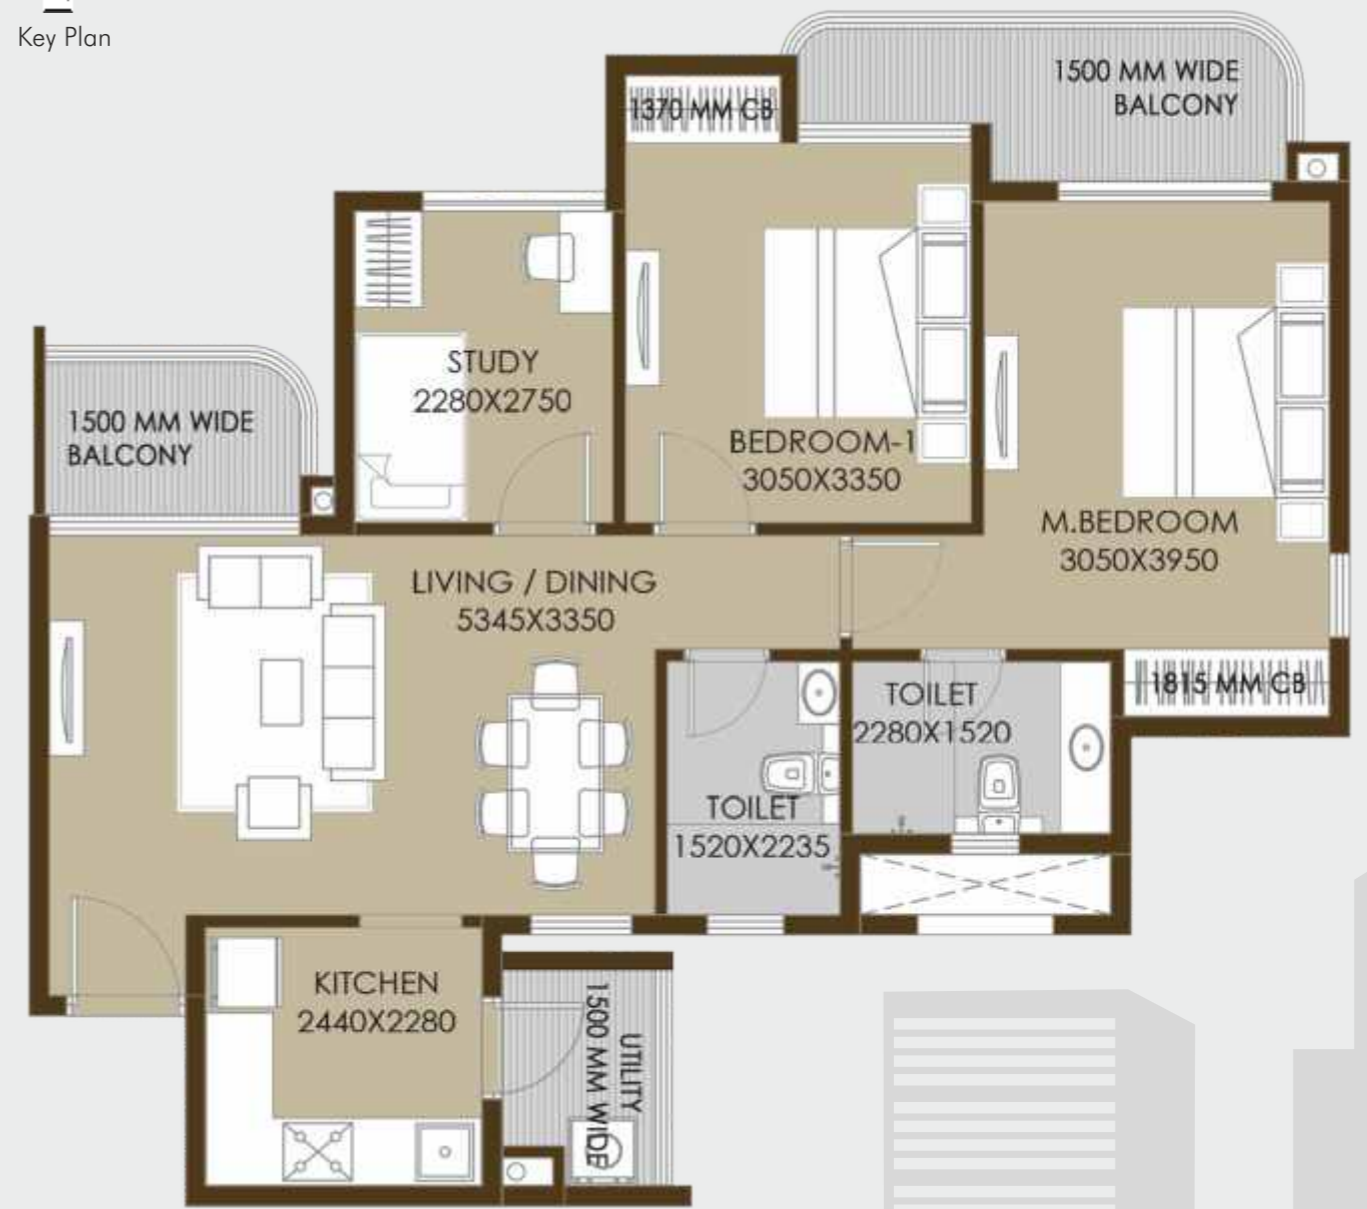 Key Plan
1500 MM WIDE
BALCONY
1370 MM CB
STUDY
2280X2750
1500 MM WIDE
BALCONY
BEDROOM-1
3050X3350
M.BEDROOM
3050X3950
LIVING / DINING
5345X3350
1815 MM CB
TOILET
2280X1520
TOILET
1520X2235
KITCHEN
2440X2280
UTILITY
1500 MM WIDE